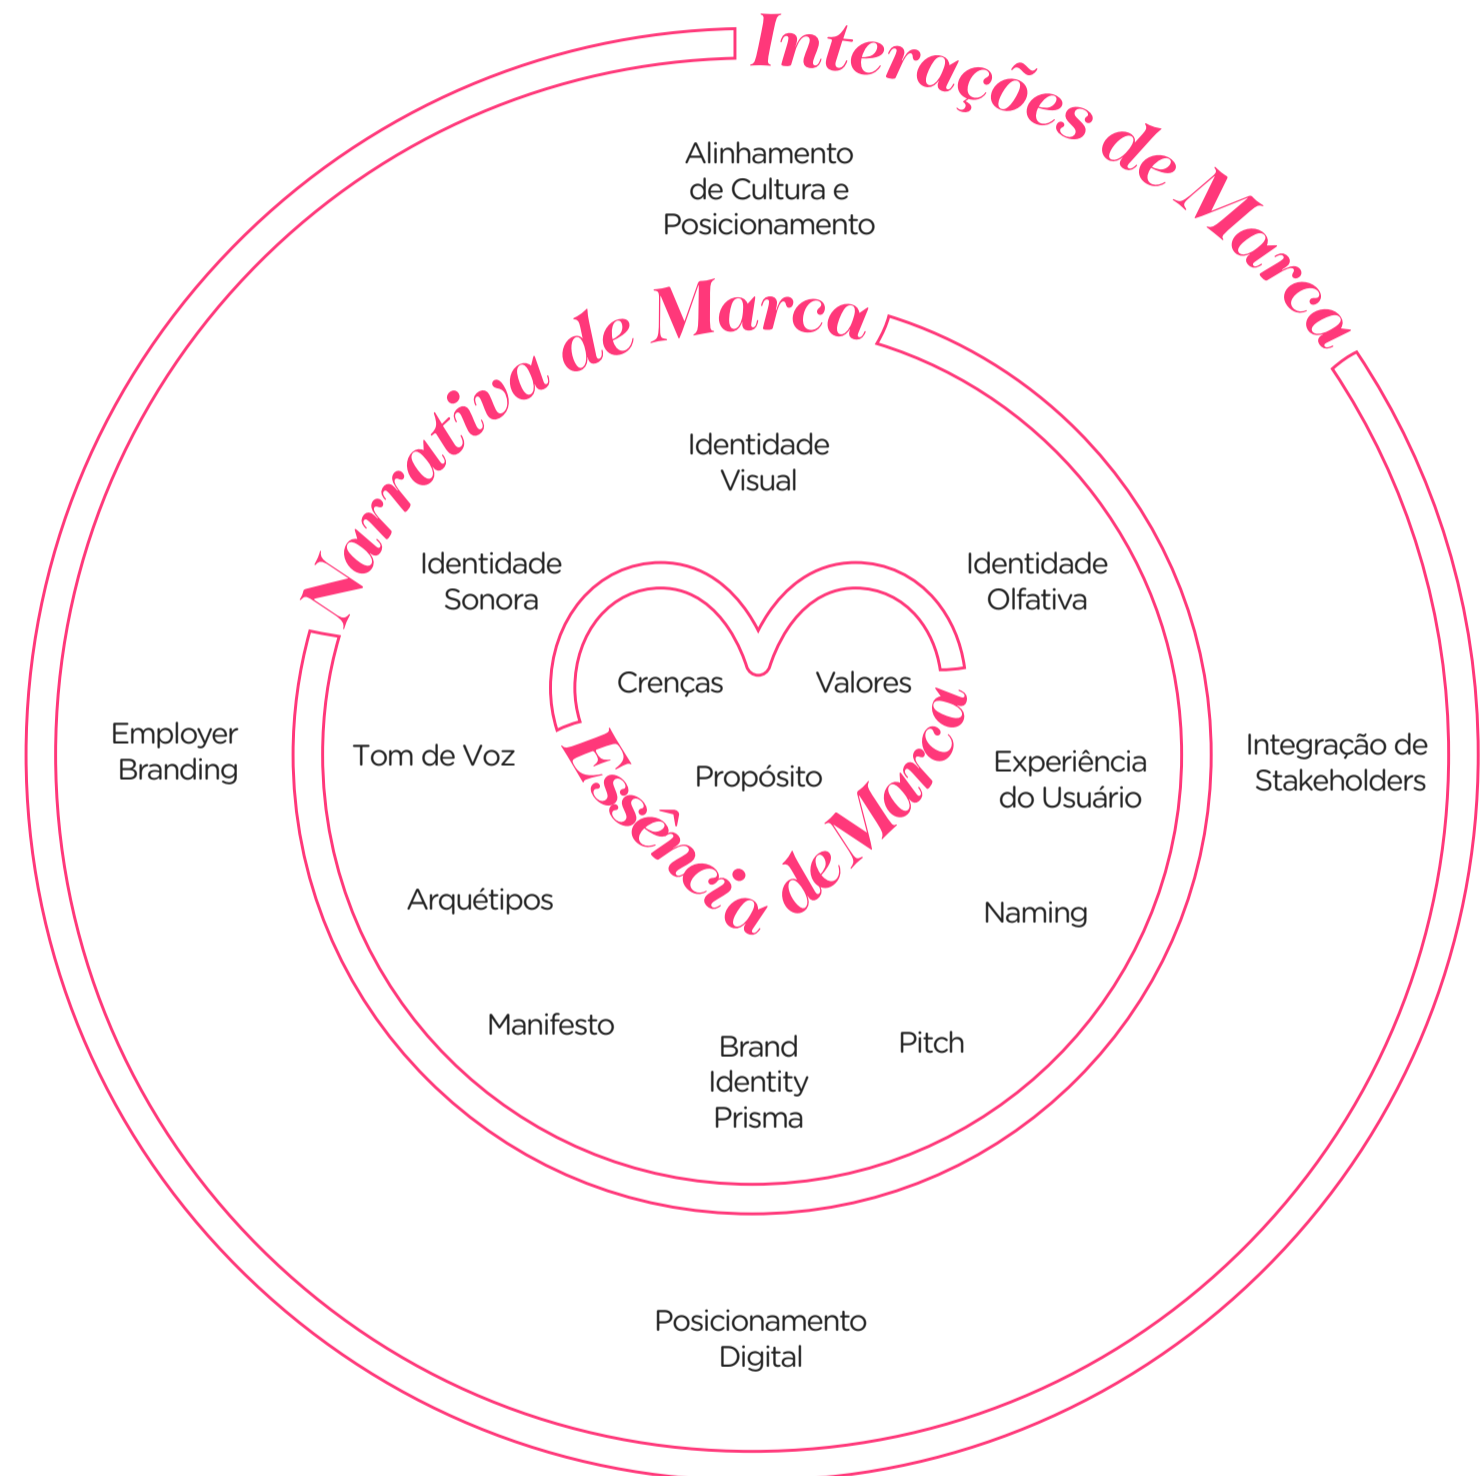 Interações de Marca
Alinhamento
de Cultura e
Posicionamento
Narrativa de Marca
Identidade
Visual
Identidade
Sonora
Identidade
Olfativa
Crenças
Valores
Propósito
Essência de Marca
Employer
Branding
Tom de Voz
Experiência
do Usuário
Integração de
Stakeholders
Arquétipos
Naming
Manifesto
Brand
Identity
Prisma
Pitch
Posicionamento
Digital